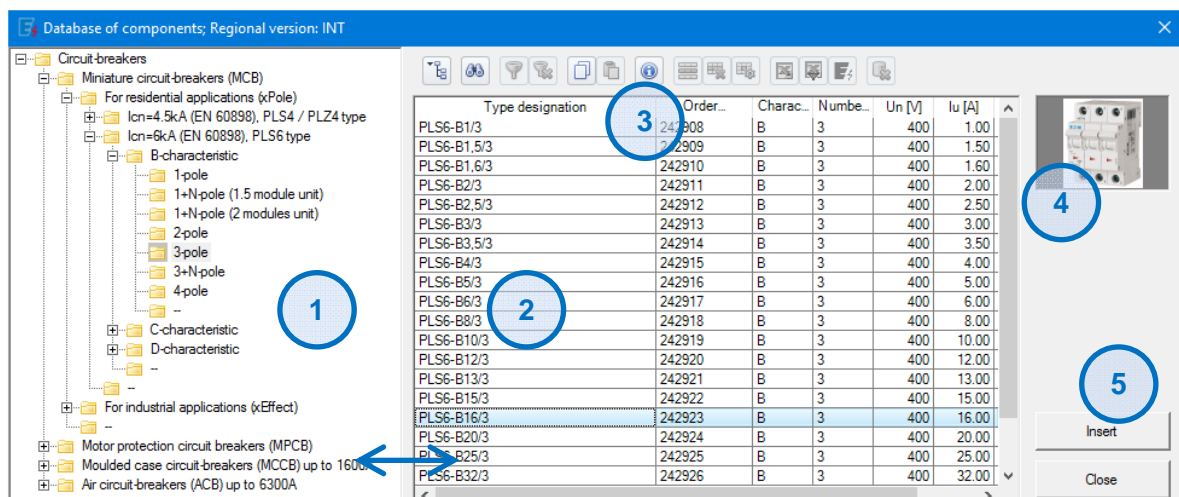 Database of components; Regional version: INT
Circuit-breakers
Miniature circuit-breakers (MCB)
For residential applications (xPole)
Icn=4.5kA (EN 60898), PLS4 / PLZ4 type
Icn=6kA (EN 60898), PLS6 type
B-characteristic
1-pole
1+N-pole (1.5 module unit)
1+N-pole (2 modules unit)
2-pole
3-pole
3+N-pole
4-pole
--
C-characteristic
D-characteristic
--
--
For industrial applications (xEffect)
--
Motor protection circuit breakers (MPCB)
Moulded case circuit-breakers (MCCB) up to 1600A
Air circuit-breakers (ACB) up to 6300A
1
Type designation Order... Charac... Numbe... Un [V] Iu [A]
PLS6-B1/3 242908 B 3 400 1.00
PLS6-B1,5/3 242909 B 3 400 1.50
PLS6-B1,6/3 242910 B 3 400 1.60
PLS6-B2/3 242911 B 3 400 2.00
PLS6-B2,5/3 242912 B 3 400 2.50
PLS6-B3/3 242913 B 3 400 3.00
PLS6-B3,5/3 242914 B 3 400 3.50
PLS6-B4/3 242915 B 3 400 4.00
PLS6-B5/3 242916 B 3 400 5.00
PLS6-B6/3 242917 B 3 400 6.00
PLS6-B8/3 242918 B 3 400 8.00
PLS6-B10/3 242919 B 3 400 10.00
PLS6-B12/3 242920 B 3 400 12.00
PLS6-B13/3 242921 B 3 400 13.00
PLS6-B15/3 242922 B 3 400 15.00
PLS6-B16/3 242923 B 3 400 16.00
PLS6-B20/3 242924 B 3 400 20.00
PLS6-B25/3 242925 B 3 400 25.00
PLS6-B32/3 242926 B 3 400 32.00
2
3
4
5
Insert
Close